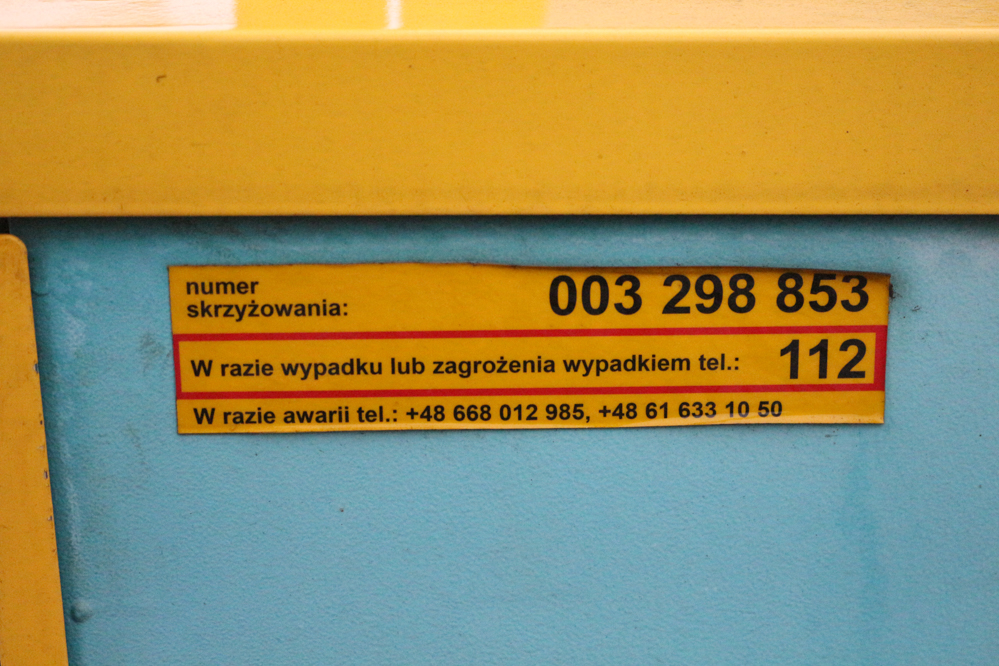 numer
skrzyżowania: 003 298 853
W razie wypadku lub zagrożenia wypadkiem tel.: 112
W razie awarii tel.: +48 668 012 985, +48 61 633 10 50